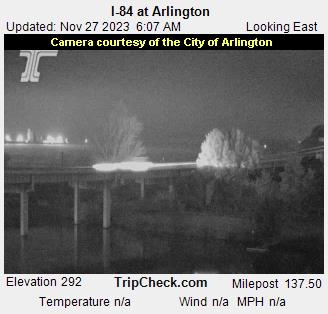 I-84 at Arlington
Updated: Nov 27 2023 6:07 AM Looking East
Camera courtesy of the City of Arlington
Elevation 292 TripCheck.com Milepost 137.50
Temperature n/a Wind n/a MPH n/a